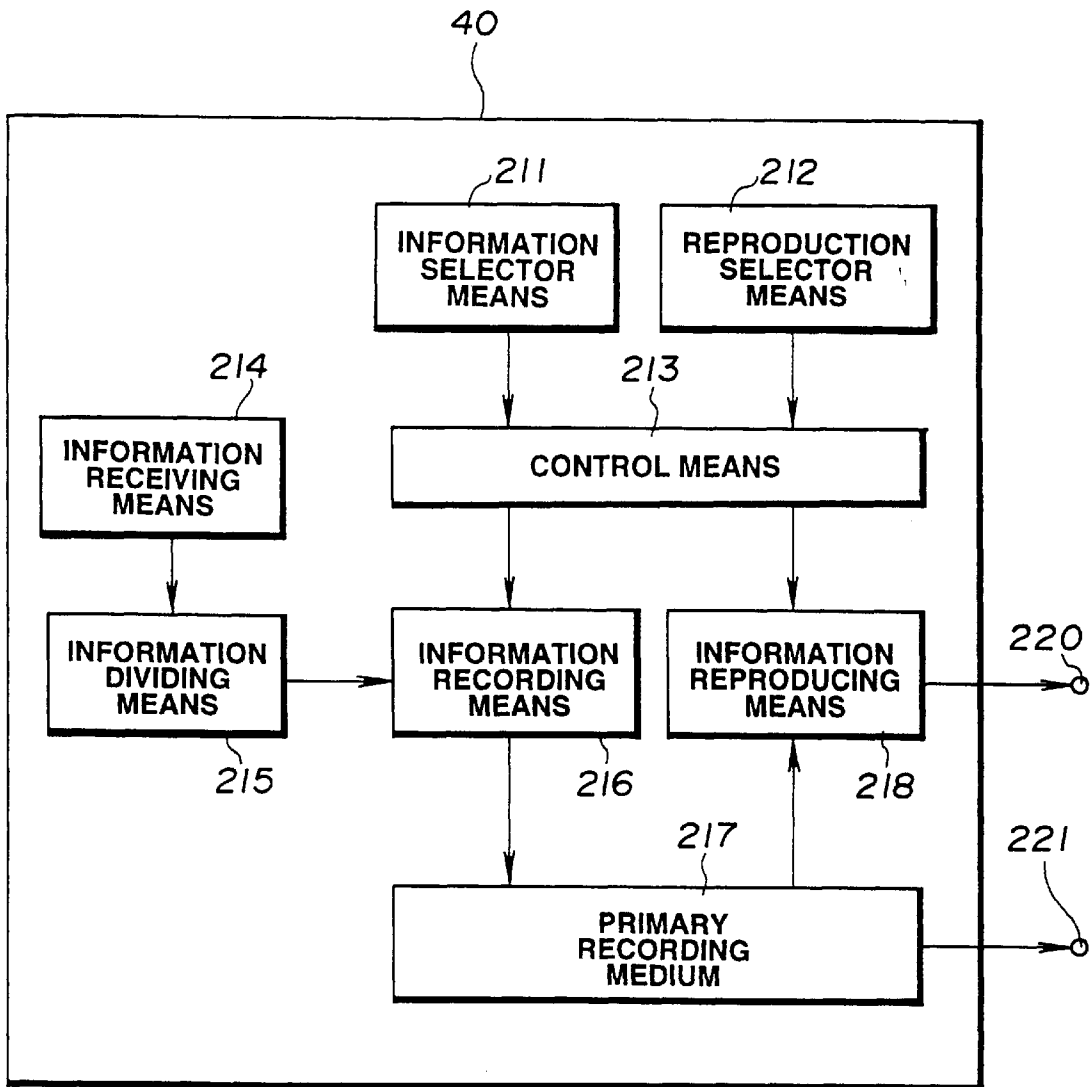 40
211
INFORMATION
SELECTOR
MEANS
212
REPRODUCTION
SELECTOR
MEANS
214
INFORMATION
RECEIVING
MEANS
213
CONTROL MEANS
INFORMATION
DIVIDING
MEANS
215
INFORMATION
RECORDING
MEANS
216
INFORMATION
REPRODUCING
MEANS
218
220
217
PRIMARY
RECORDING
MEDIUM
221